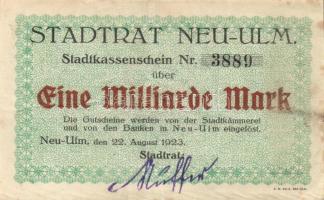 STADTRAT NEU-ULM.
Stadtkassenschein Nr. 3889
über
Eine Milliarde Mark
Die Gutscheine werden von der Stadtkämmerei
und von den Banken in Neu-Ulm eingelöst.
Neu-Ulm, den 22. August 1923.
Stadtrat: